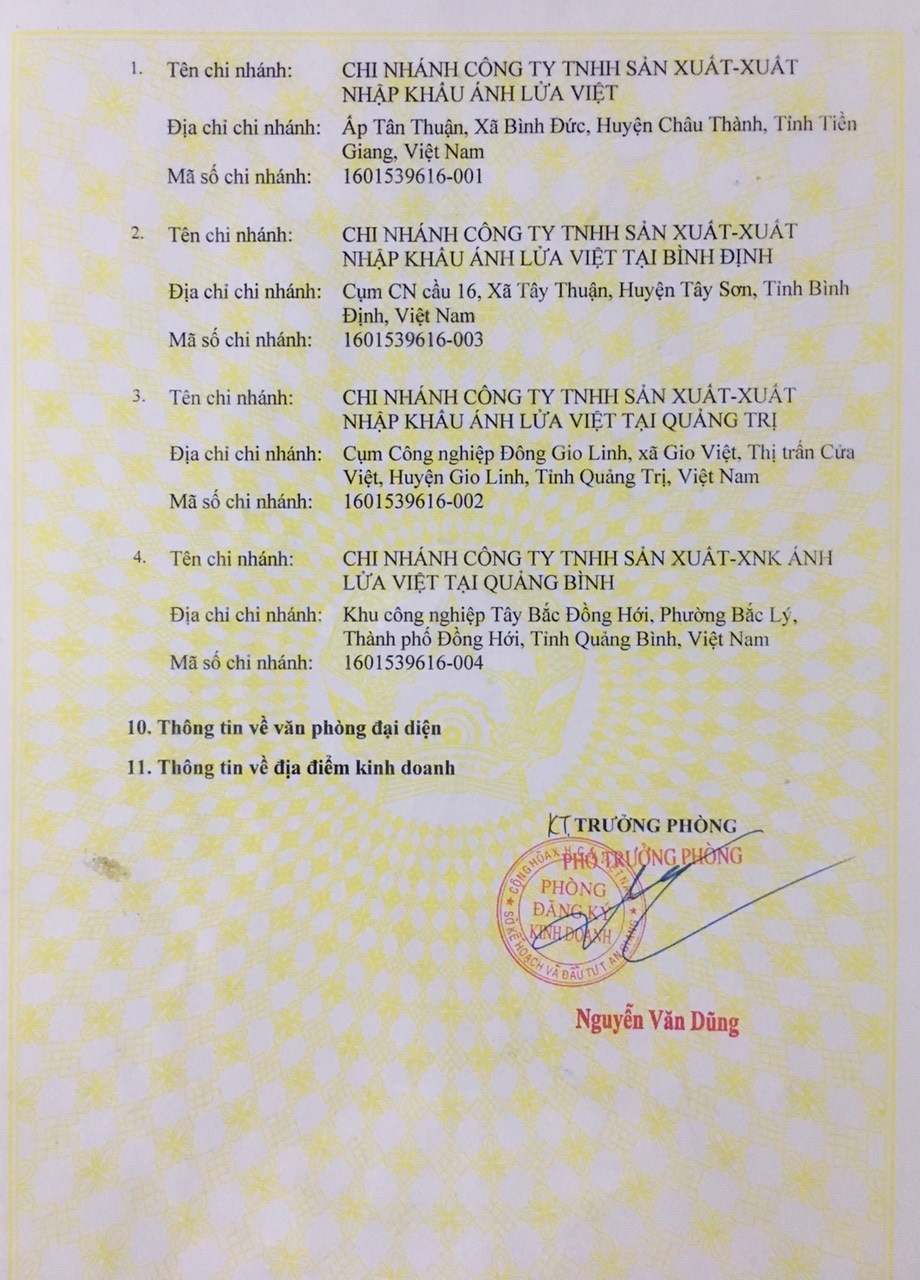 1. Tên chi nhánh: CHI NHÁNH CÔNG TY TNHH SẢN XUẤT-XUẤT
NHẬP KHẨU ÁNH LỬA VIỆT
Địa chỉ chi nhánh: Ấp Tân Thuận, Xã Bình Đức, Huyện Châu Thành, Tỉnh Tiền
Giang, Việt Nam
Mã số chi nhánh: 1601539616-001
2. Tên chi nhánh: CHI NHÁNH CÔNG TY TNHH SẢN XUẤT-XUẤT
NHẬP KHẨU ÁNH LỬA VIỆT TẠI BÌNH ĐỊNH
Địa chỉ chi nhánh: Cụm CN cầu 16, Xã Tây Thuận, Huyện Tây Sơn, Tỉnh Bình
Định, Việt Nam
Mã số chi nhánh: 1601539616-003
3. Tên chi nhánh: CHI NHÁNH CÔNG TY TNHH SẢN XUẤT-XUẤT
NHẬP KHẨU ÁNH LỬA VIỆT TẠI QUẢNG TRỊ
Địa chỉ chi nhánh: Cụm Công nghiệp Đông Gio Linh, xã Gio Việt, Thị trấn Cửa
Việt, Huyện Gio Linh, Tỉnh Quảng Trị, Việt Nam
Mã số chi nhánh: 1601539616-002
4. Tên chi nhánh: CHI NHÁNH CÔNG TY TNHH SẢN XUẤT-XNK ÁNH
LỬA VIỆT TẠI QUẢNG BÌNH
Địa chỉ chi nhánh: Khu công nghiệp Tây Bắc Đồng Hới, Phường Bắc Lý,
Thành phố Đồng Hới, Tỉnh Quảng Bình, Việt Nam
Mã số chi nhánh: 1601539616-004
10. Thông tin về văn phòng đại diện
11. Thông tin về địa điểm kinh doanh
KT. TRƯỞNG PHÒNG
PHÓ TRƯỞNG PHÒNG
CỘNG HÒA X.H.C.N VIỆT NAM
PHÒNG
ĐĂNG KÝ
KINH DOANH
SỞ KẾ HOẠCH VÀ ĐẦU TƯ T.AN GIANG
Nguyễn Văn Dũng